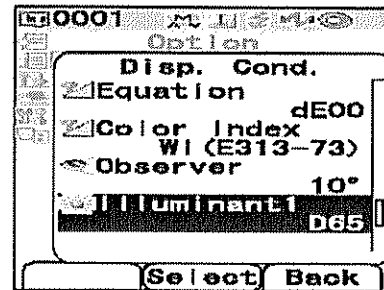 0001
Option
Disp. Cond.
Equation
dE00
Color Index
WI(E313-73)
Observer
10°
Illuminant1
D65
Select Back